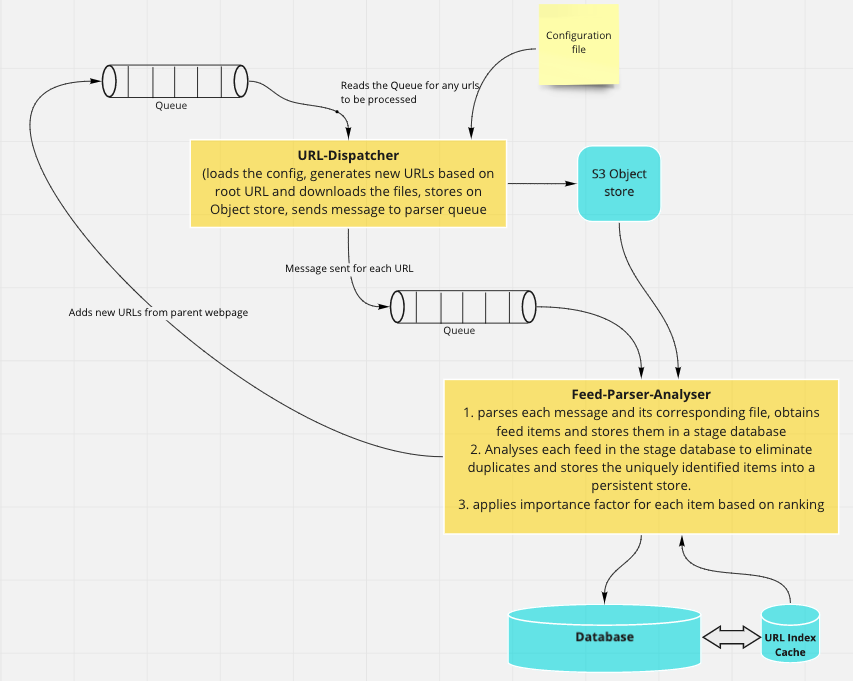 Configuration
file
Queue
Reads the Queue for any urls
to be processed
URL-Dispatcher
(loads the config, generates new URLs based on
root URL and downloads the files, stores on
Object store, sends message to parser queue
S3 Object
store
Message sent for each URL
Queue
Adds new URLs from parent webpage
Feed-Parser-Analyser
1. parses each message and its corresponding file, obtains
feed items and stores them in a stage database
2. Analyses each feed in the stage database to eliminate
duplicates and stores the uniquely identified items into a
persistent store.
3. applies importance factor for each item based on ranking
Database
URL Index
Cache